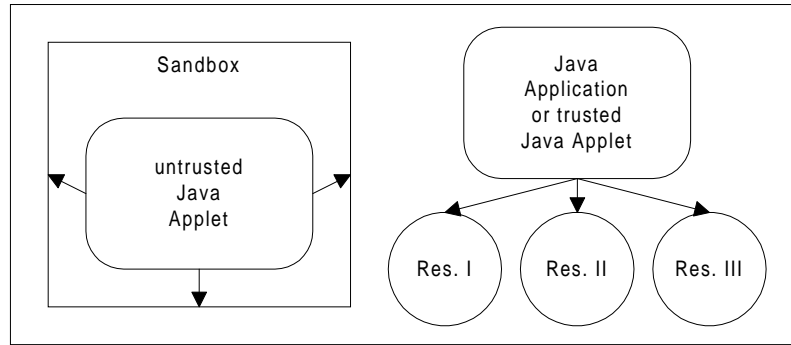 Sandbox
untrusted
Java
Applet
Java
Application
or trusted
Java Applet
Res. I
Res. II
Res. III